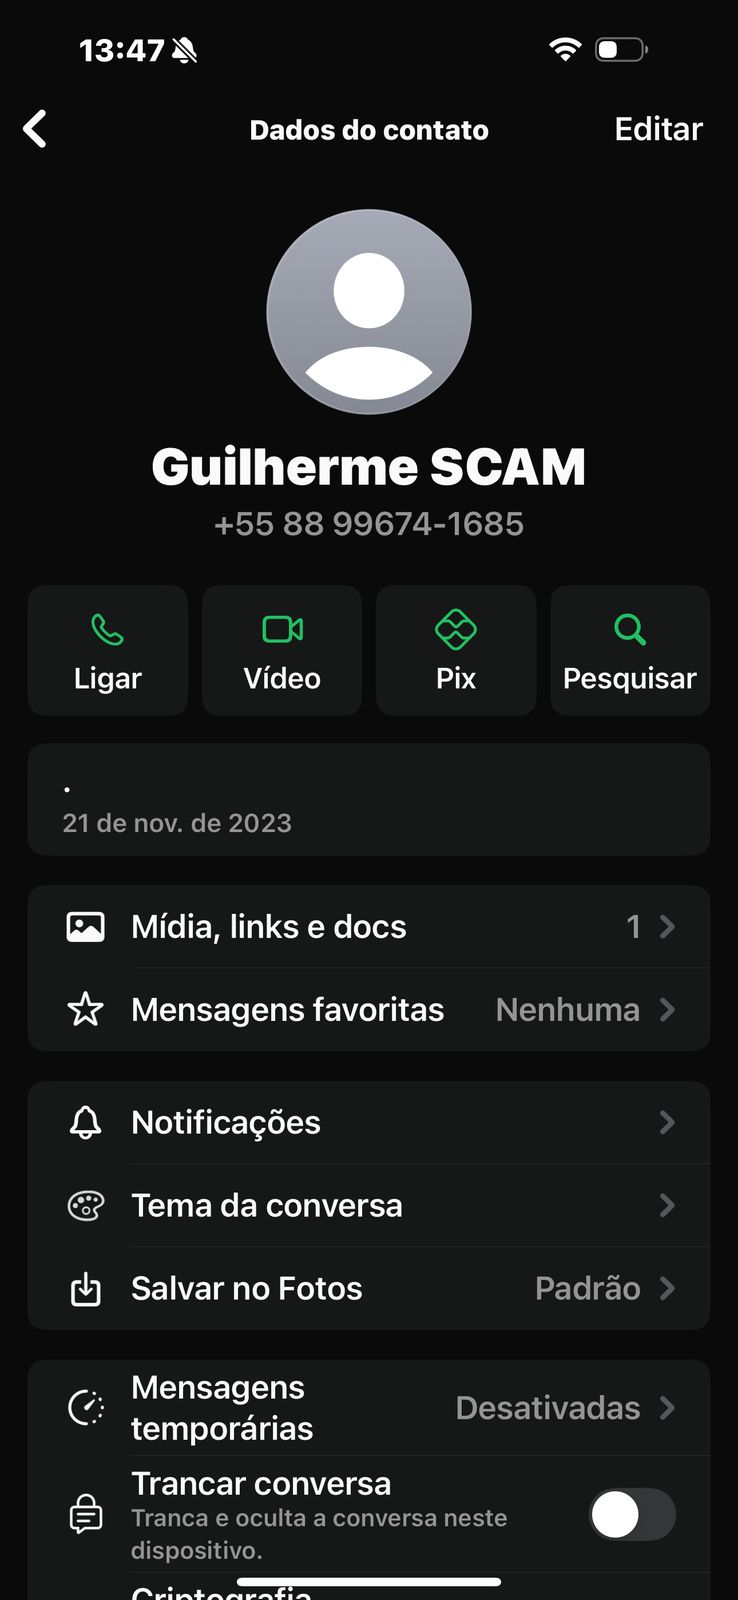 13:47
Dados do contato
Editar
Guilherme SCAM
+55 88 99674-1685
Ligar
Vídeo
Pix
Pesquisar
.
21 de nov. de 2023
Mídia, links e docs 1
Mensagens favoritas Nenhuma
Notificações
Tema da conversa
Salvar no Fotos Padrão
Mensagens
temporárias
Desativadas
Trancar conversa
Tranca e oculta a conversa neste
dispositivo.
Criptografia